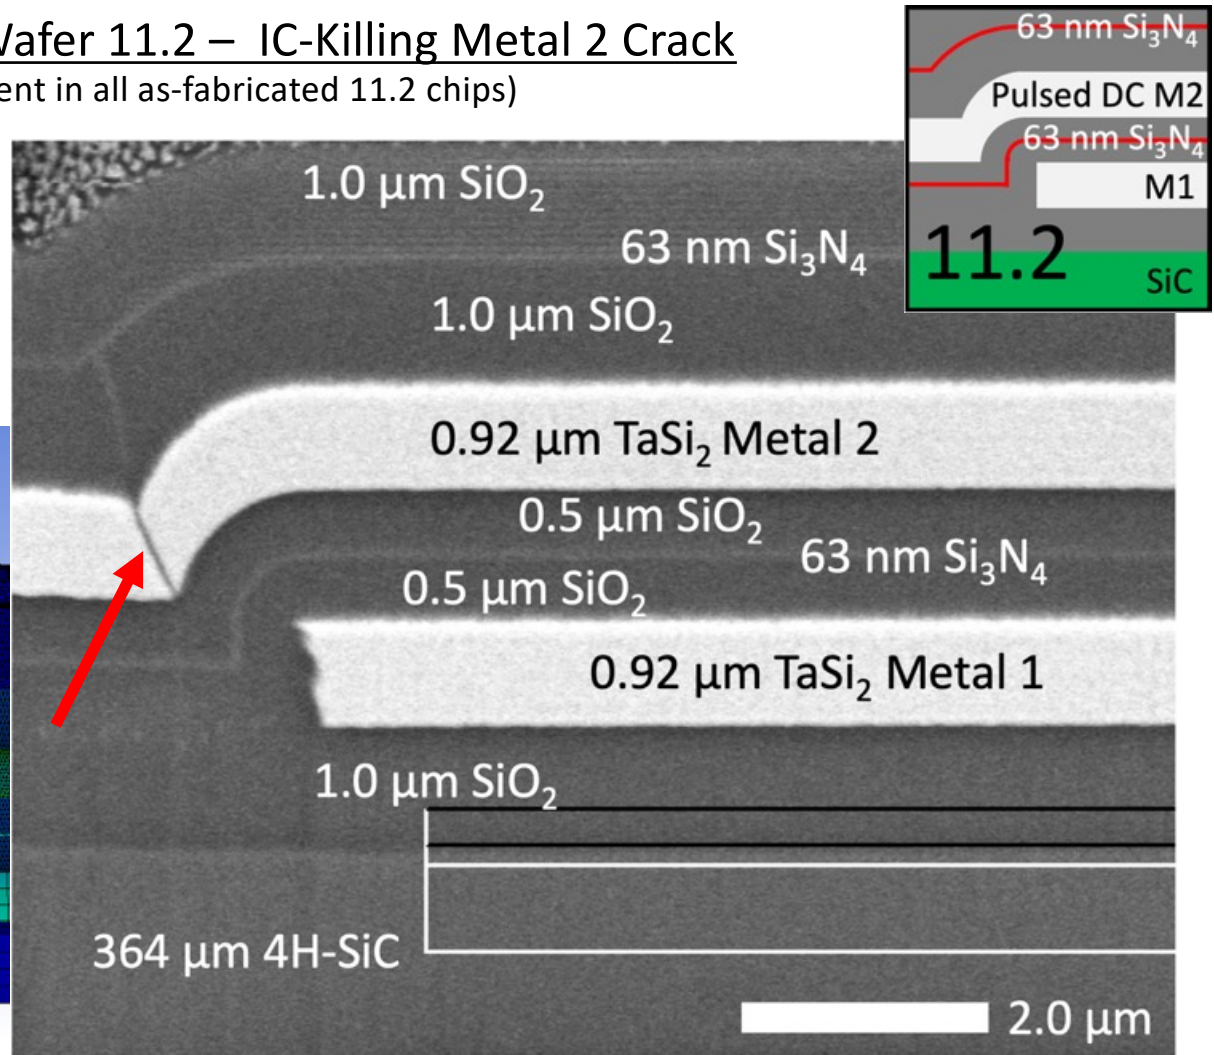 Wafer 11.2 – IC-Killing Metal 2 Crack
ent in all as-fabricated 11.2 chips)
63 nm Si₃N₄
Pulsed DC M2
63 nm Si₃N₄
M1
11.2
SiC
1.0 µm SiO₂
63 nm Si₃N₄
1.0 µm SiO₂
0.92 µm TaSi₂ Metal 2
0.5 µm SiO₂
63 nm Si₃N₄
0.5 µm SiO₂
0.92 µm TaSi₂ Metal 1
1.0 µm SiO₂
364 µm 4H-SiC
2.0 µm